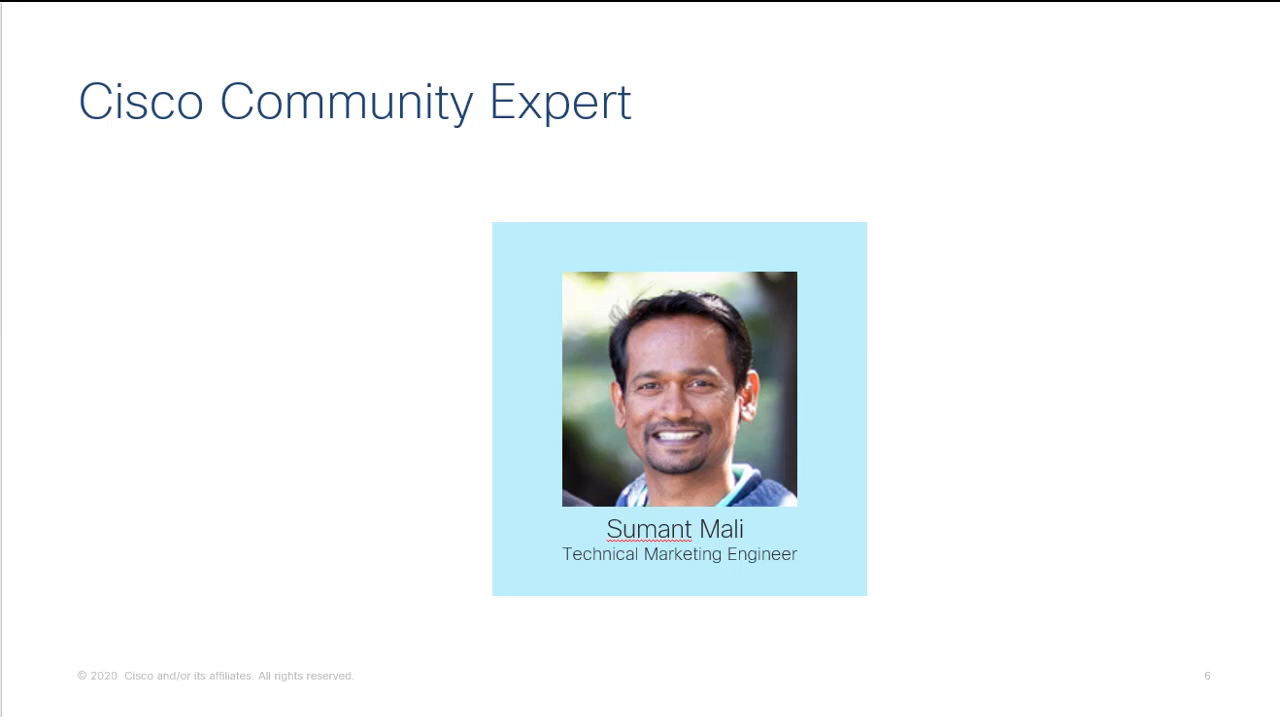 Cisco Community Expert
Sumant Mali
Technical Marketing Engineer
© 2020 Cisco and/or its affiliates. All rights reserved.
6